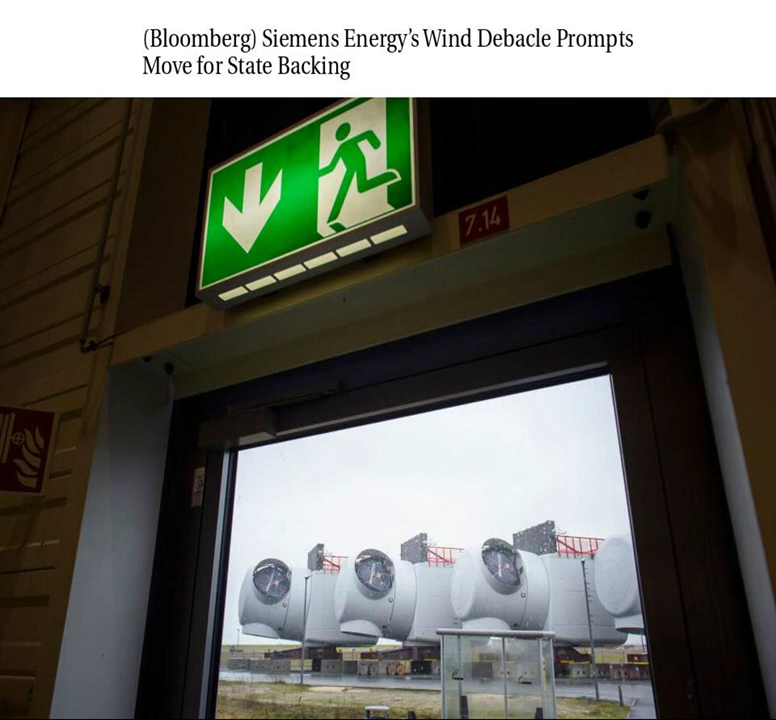 (Bloomberg) Siemens Energy's Wind Debacle Prompts
Move for State Backing
7.14